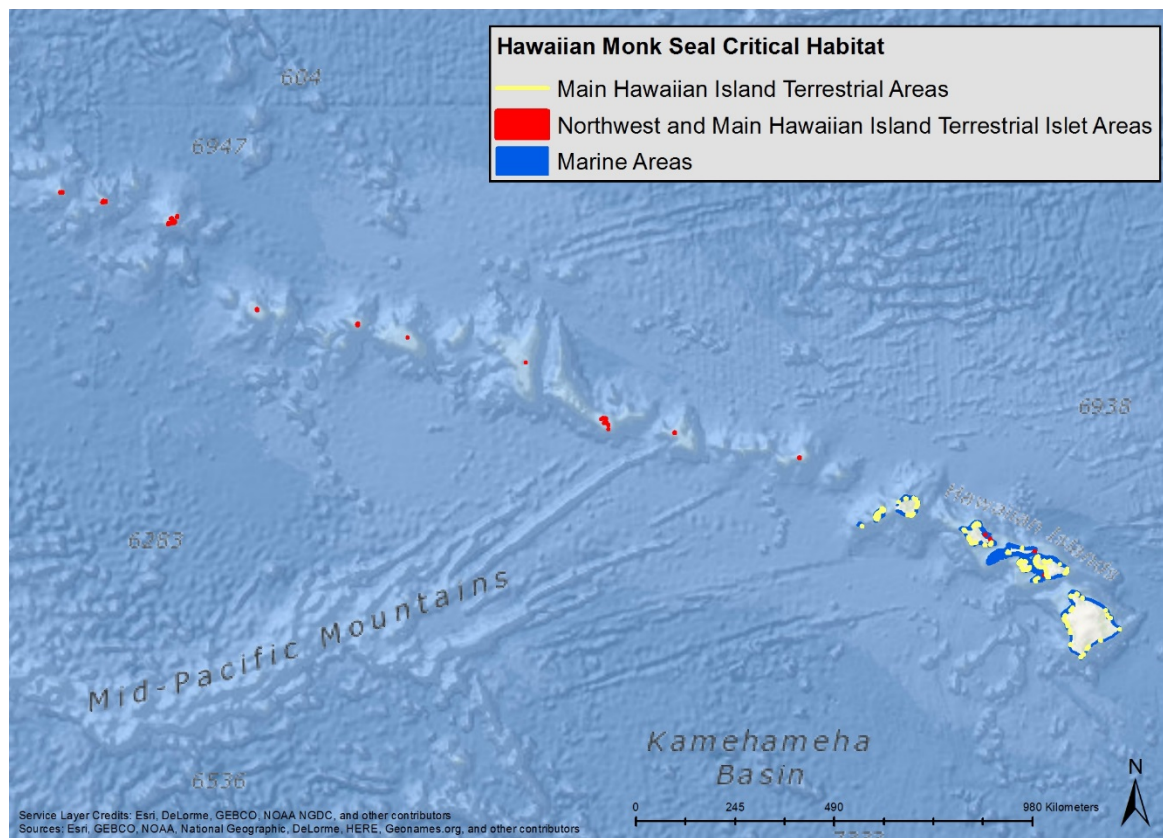 Hawaiian Monk Seal Critical Habitat
Main Hawaiian Island Terrestrial Areas
Northwest and Main Hawaiian Island Terrestrial Islet Areas
Marine Areas
604
6947
6938
Hawaiian Islands
6283
Mid-Pacific Mountains
Kamehameha
Basin
6536
N
0 245 490 980 Kilometers
Service Layer Credits: Esri, DeLorme, GEBCO, NOAA NGDC, and other contributors
Sources: Esri, GEBCO, NOAA, National Geographic, DeLorme, HERE, Geonames.org, and other contributors